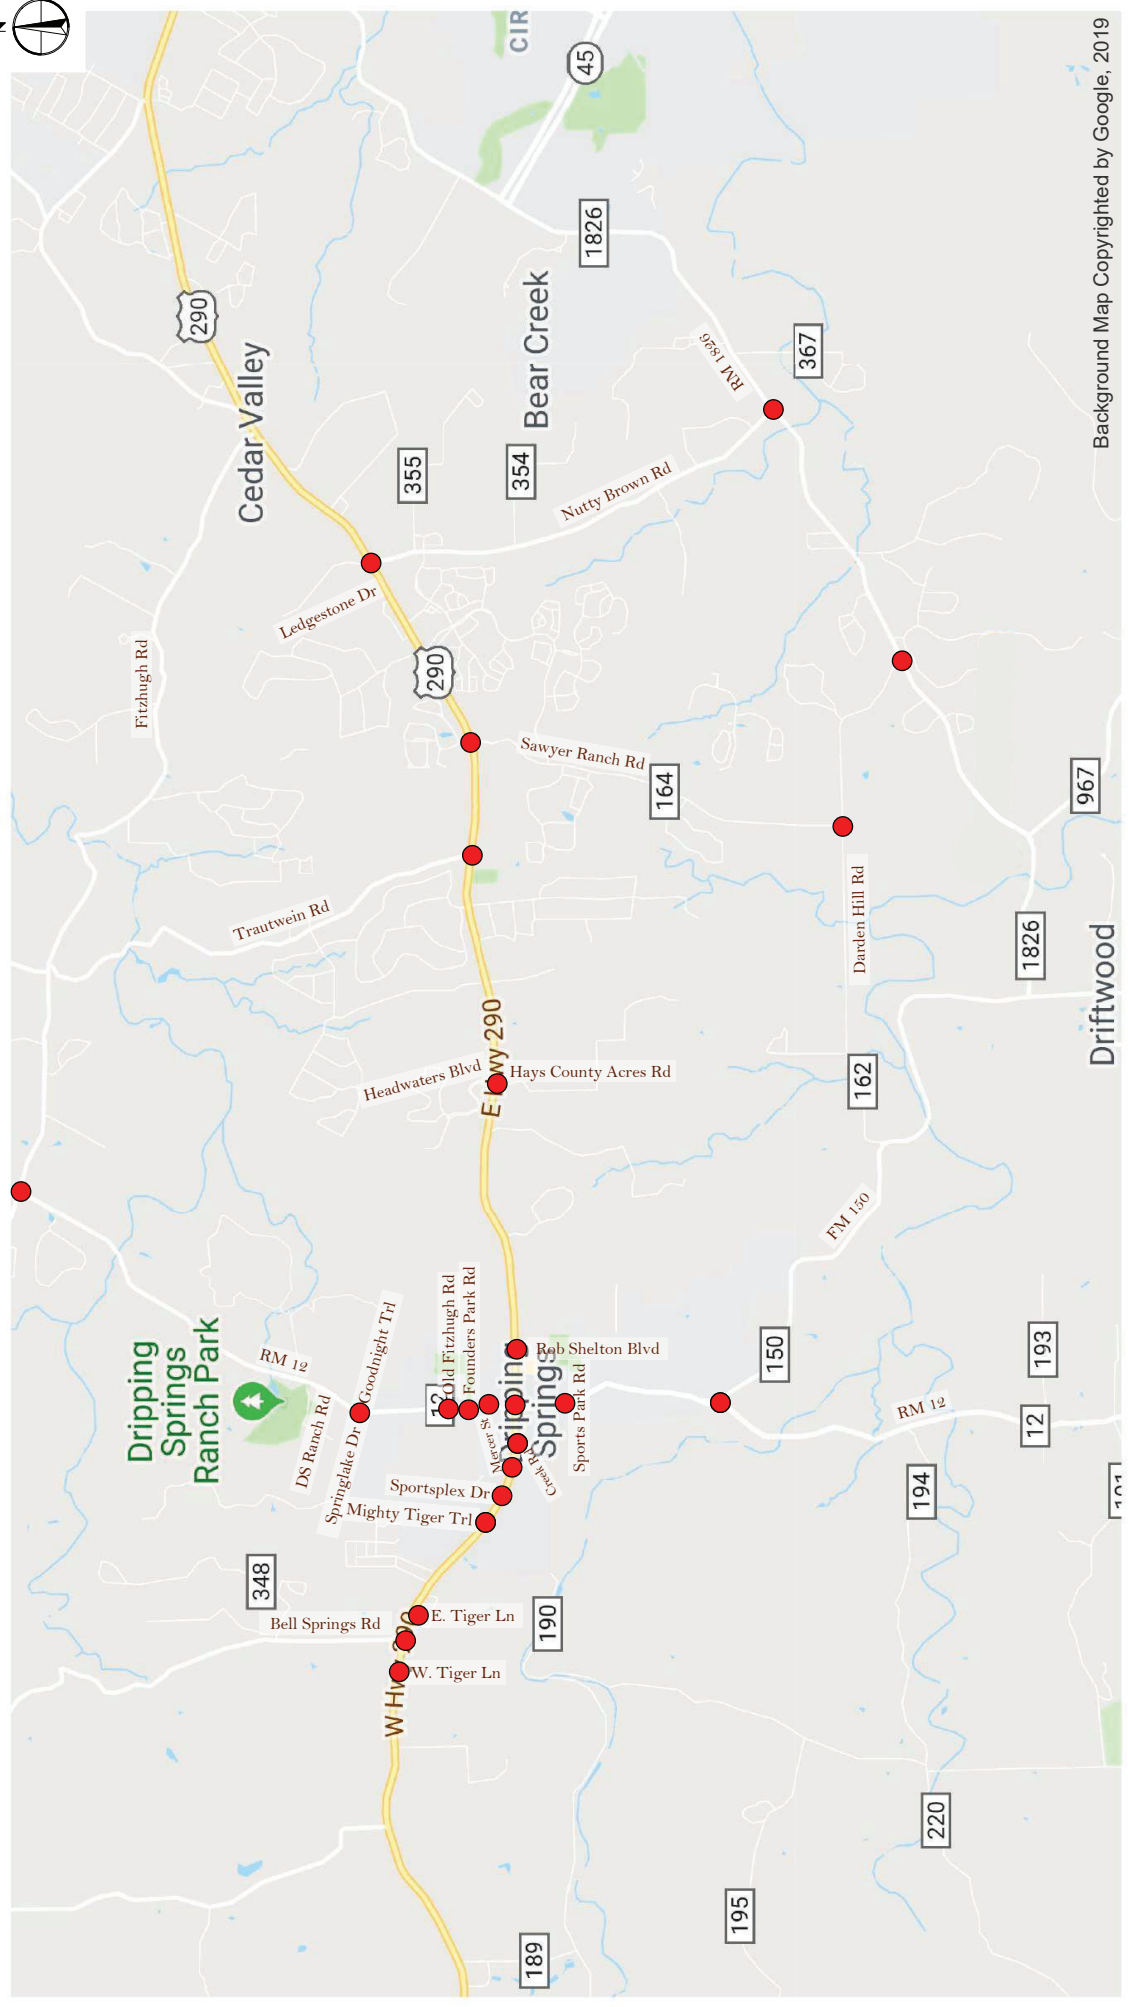 N
CIR
45
290
1826
Cedar Valley
Bear Creek
RM 1826
367
355
354
Nutty Brown Rd
Ledgestone Dr
Fitzhugh Rd
290
Sawyer Ranch Rd
164
967
Trautwein Rd
Darden Hill Rd
1826
Driftwood
E Hwy 290
Headwaters Blvd
Hays County Acres Rd
162
FM 150
Dripping
Springs
Ranch Park
RM 12
Goodnight Trl
Old Fitzhugh Rd
Founders Park Rd
12
Rob Shelton Blvd
Dripping
Springs
Sports Park Rd
150
193
RM 12
12
DS Ranch Rd
Springlake Dr
Mercer St
Creek Rd
Sportsplex Dr
Mighty Tiger Trl
194
348
Bell Springs Rd
E. Tiger Ln
190
W. Tiger Ln
W Hwy 290
220
195
189
Background Map Copyrighted by Google, 2019